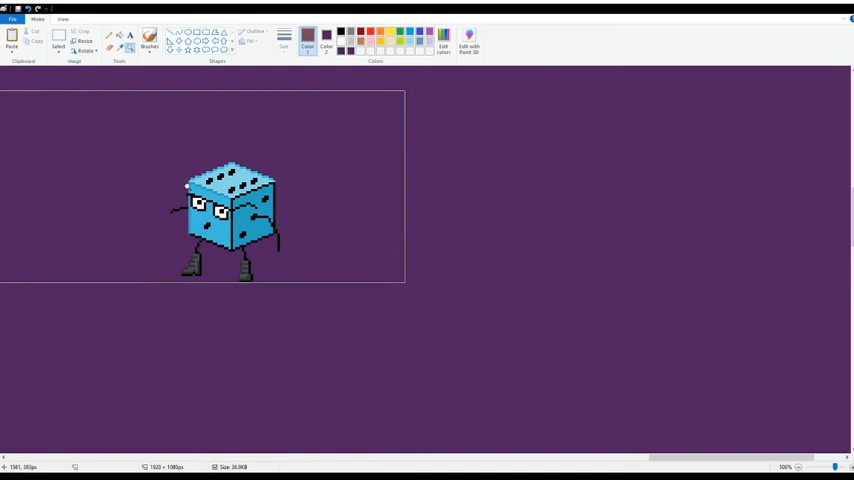 File Home View
Paste
Cut
Copy
Clipboard
Select
Crop
Resize
Rotate
Image
Tools
Brushes
Shapes
Outline
Fill
Size
Color
1
Color
2
Colors
Edit
colors
Edit with
Paint 3D
1581, 383px
1920 × 1080px
Size: 36.9KB
500%